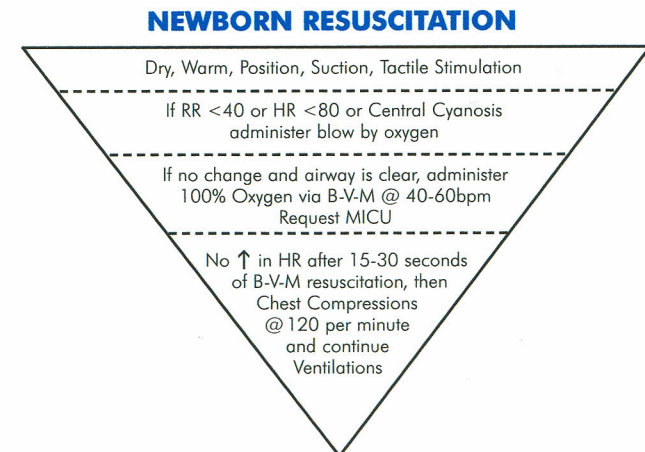 NEWBORN RESUSCITATION
Dry, Warm, Position, Suction, Tactile Stimulation
If RR <40 or HR <80 or Central Cyanosis
administer blow by oxygen
If no change and airway is clear, administer
100% Oxygen via B-V-M @ 40-60bpm
Request MICU
No ↑ in HR after 15-30 seconds
of B-V-M resuscitation, then
Chest Compressions
@ 120 per minute
and continue
Ventilations